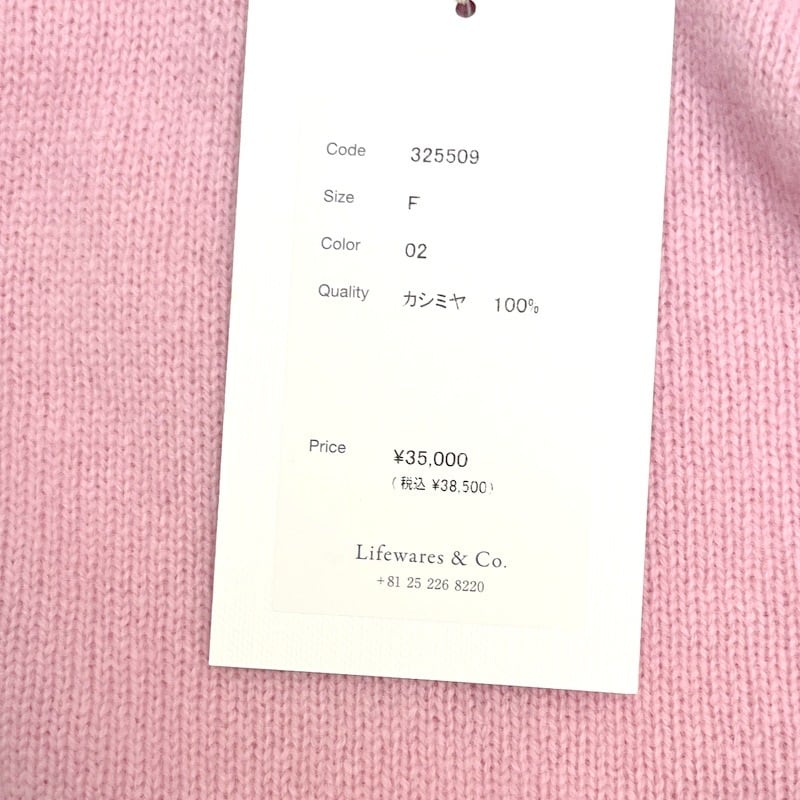 Code 325509
Size F
Color 02
Quality カシミヤ 100%
Price ¥35,000
(税込 ¥38,500)
Lifewares & Co.
+81 25 226 8220